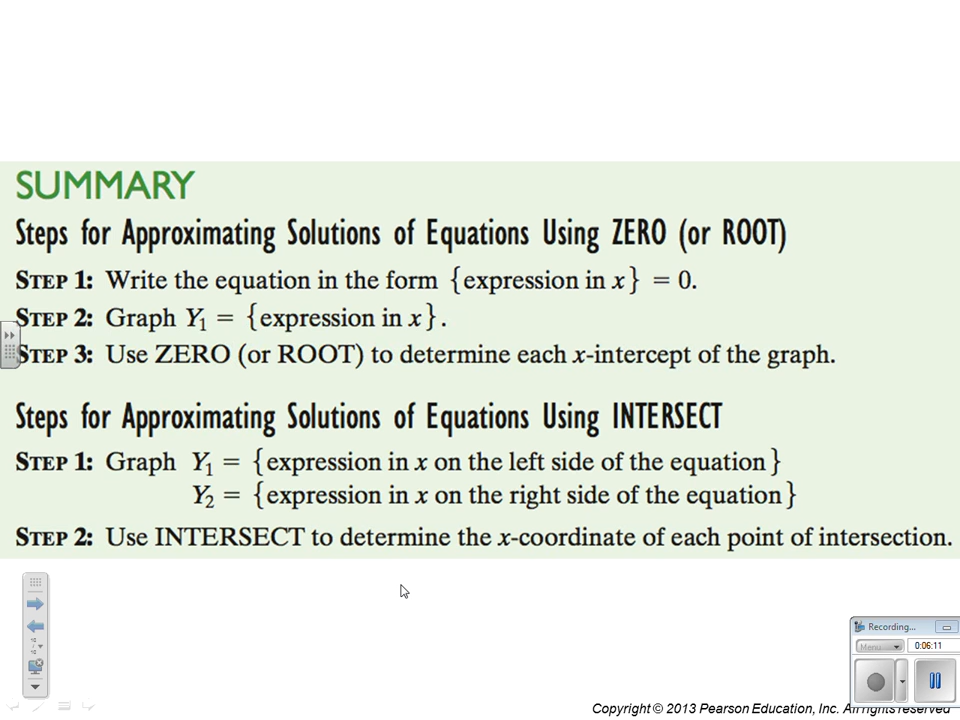 SUMMARY
Steps for Approximating Solutions of Equations Using ZERO (or ROOT)
STEP 1: Write the equation in the form {expression in x} = 0.
STEP 2: Graph Y₁ = {expression in x}.
STEP 3: Use ZERO (or ROOT) to determine each x-intercept of the graph.
Steps for Approximating Solutions of Equations Using INTERSECT
STEP 1: Graph Y₁ = {expression in x on the left side of the equation}
Y₂ = {expression in x on the right side of the equation}
STEP 2: Use INTERSECT to determine the x-coordinate of each point of intersection.
Recording...
Menu
0:06:11
Copyright © 2013 Pearson Education, Inc. All rights reserved